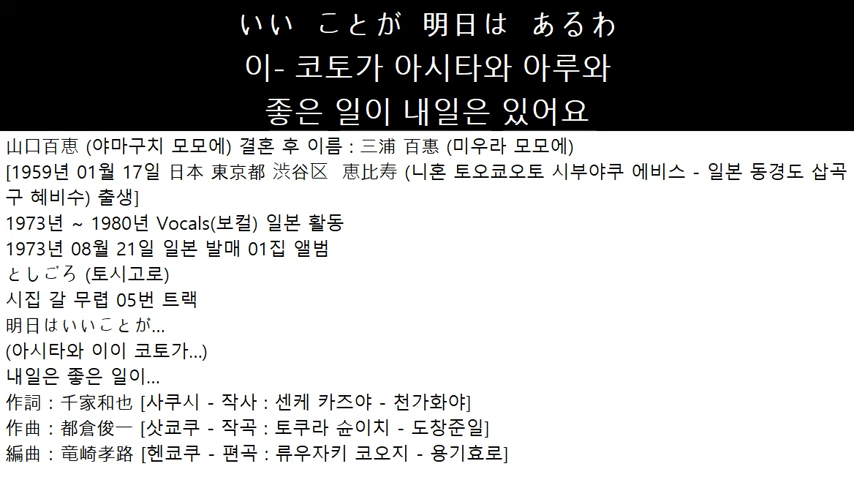 いい ことが 明日は あるわ
이- 코토가 아시타와 아루와
좋은 일이 내일은 있어요
山口百恵 (야마구치 모모에) 결혼 후 이름 : 三浦 百惠 (미우라 모모에)
[1959년 01월 17일 日本 東京都 渋谷区 恵比寿 (니혼 토오쿄오토 시부야쿠 에비스 - 일본 동경도 삽곡
구 혜비수) 출생]
1973년 ~ 1980년 Vocals(보컬) 일본 활동
1973년 08월 21일 일본 발매 01집 앨범
としごろ (토시고로)
시집 갈 무렵 05번 트랙
明日はいいことが...
(아시타와 이이 코토가...)
내일은 좋은 일이...
作詞 : 千家和也 [사쿠시 - 작사 : 센케 카즈야 - 천가화야]
作曲 : 都倉俊一 [삿쿄쿠 - 작곡 : 토쿠라 슌이치 - 도창준일]
編曲 : 竜崎孝路 [헨쿄쿠 - 편곡 : 류우자키 코오지 - 용기효로]